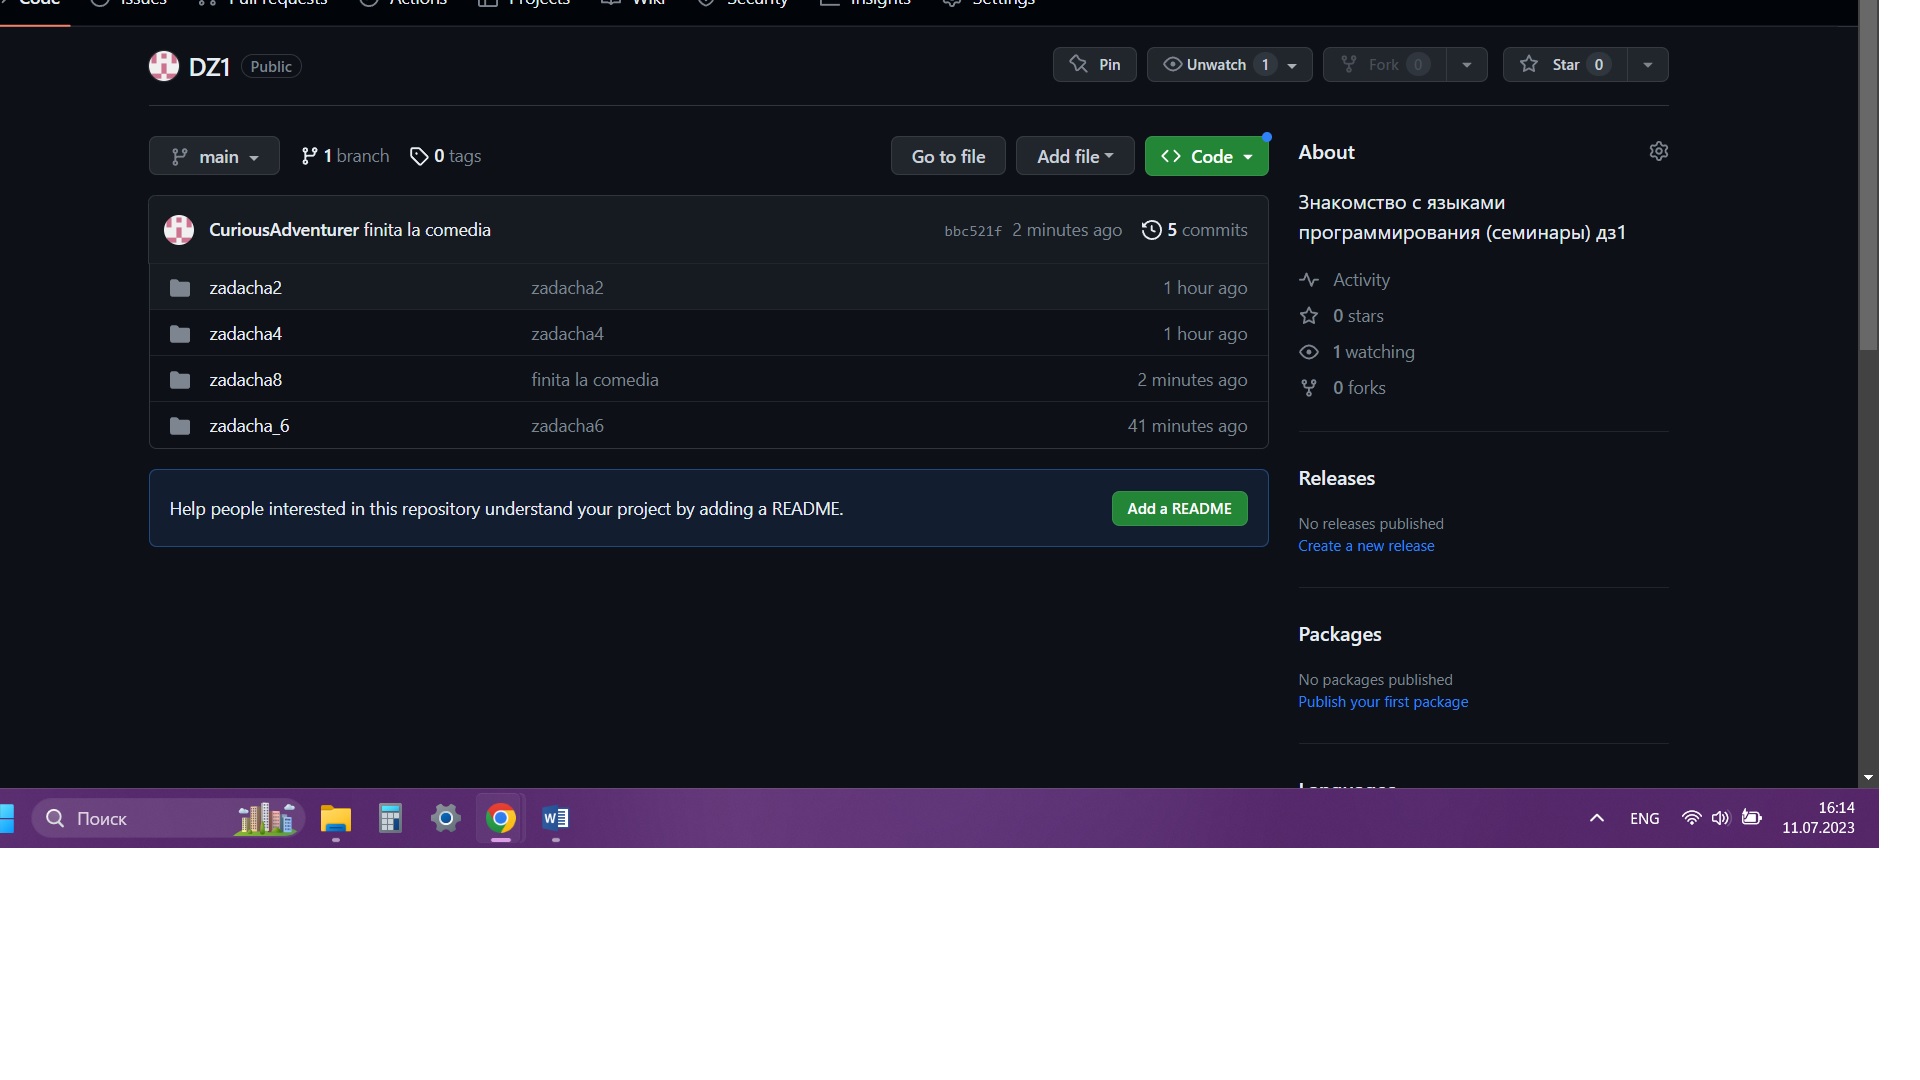 Code Issues Pull requests Actions Projects Wiki Security Insights Settings
DZ1 Public Pin Unwatch 1 Fork 0 Star 0
main 1 branch 0 tags Go to file Add file Code
CuriousAdventurer finita la comedia bbc521f 2 minutes ago 5 commits
zadacha2 zadacha2 1 hour ago
zadacha4 zadacha4 1 hour ago
zadacha8 finita la comedia 2 minutes ago
zadacha_6 zadacha6 41 minutes ago
Help people interested in this repository understand your project by adding a README. Add a README
About
Знакомство с языками
программирования (семинары) дз1
Activity
0 stars
1 watching
0 forks
Releases
No releases published
Create a new release
Packages
No packages published
Publish your first package
Languages
Поиск
W
ENG
16:14
11.07.2023